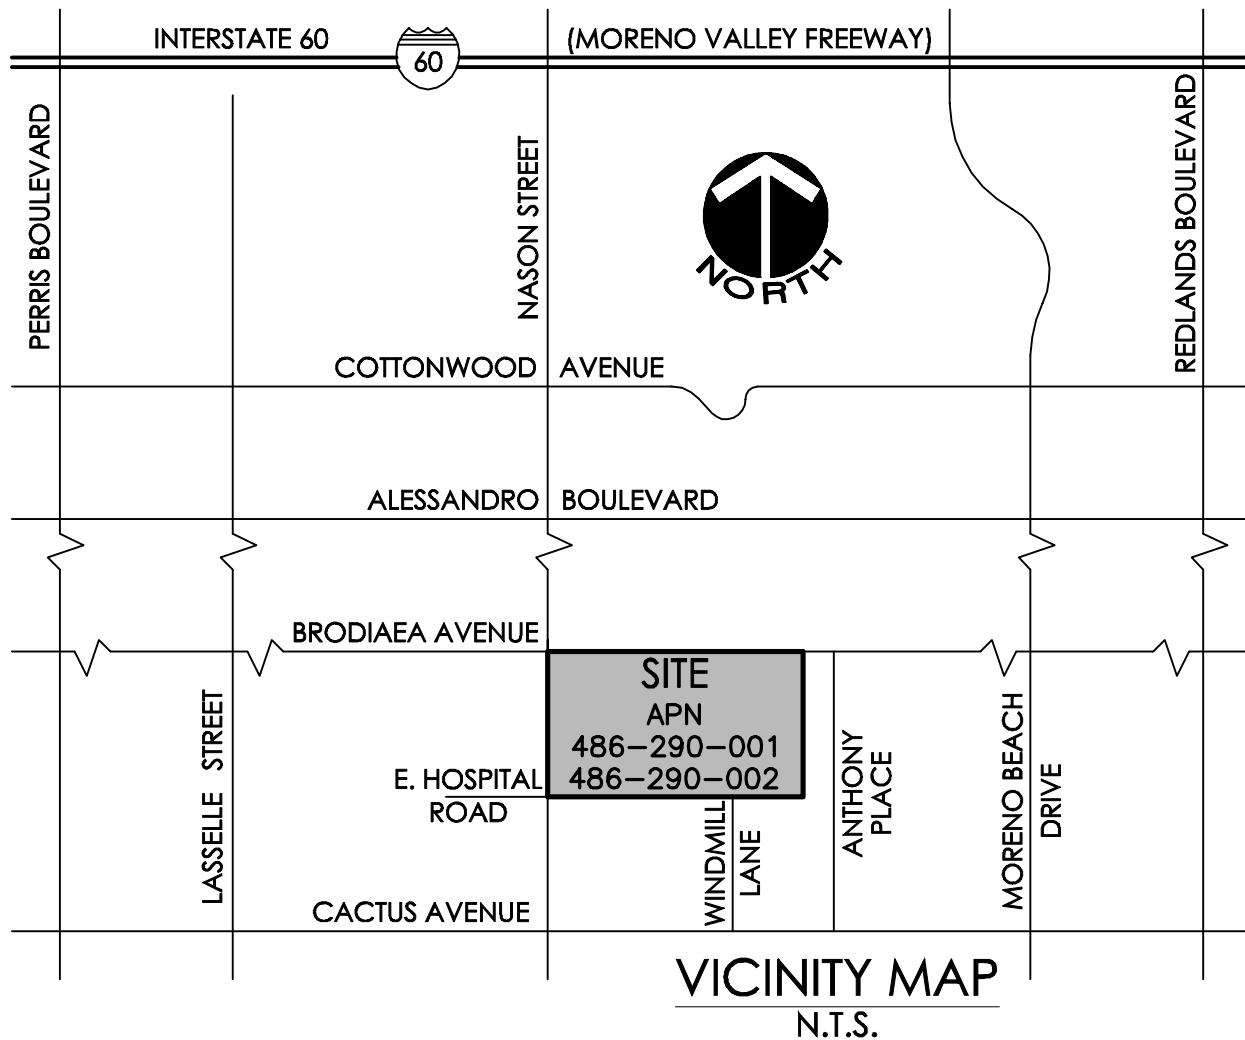 INTERSTATE 60
60
(MORENO VALLEY FREEWAY)
PERRIS BOULEVARD
NASON STREET
REDLANDS BOULEVARD
NORTH
COTTONWOOD AVENUE
ALESSANDRO BOULEVARD
BRODIAEA AVENUE
SITE
APN
486-290-001
486-290-002
LASSELLE STREET
E. HOSPITAL
ROAD
WINDMILL
LANE
ANTHONY
PLACE
MORENO BEACH
DRIVE
CACTUS AVENUE
VICINITY MAP
N.T.S.